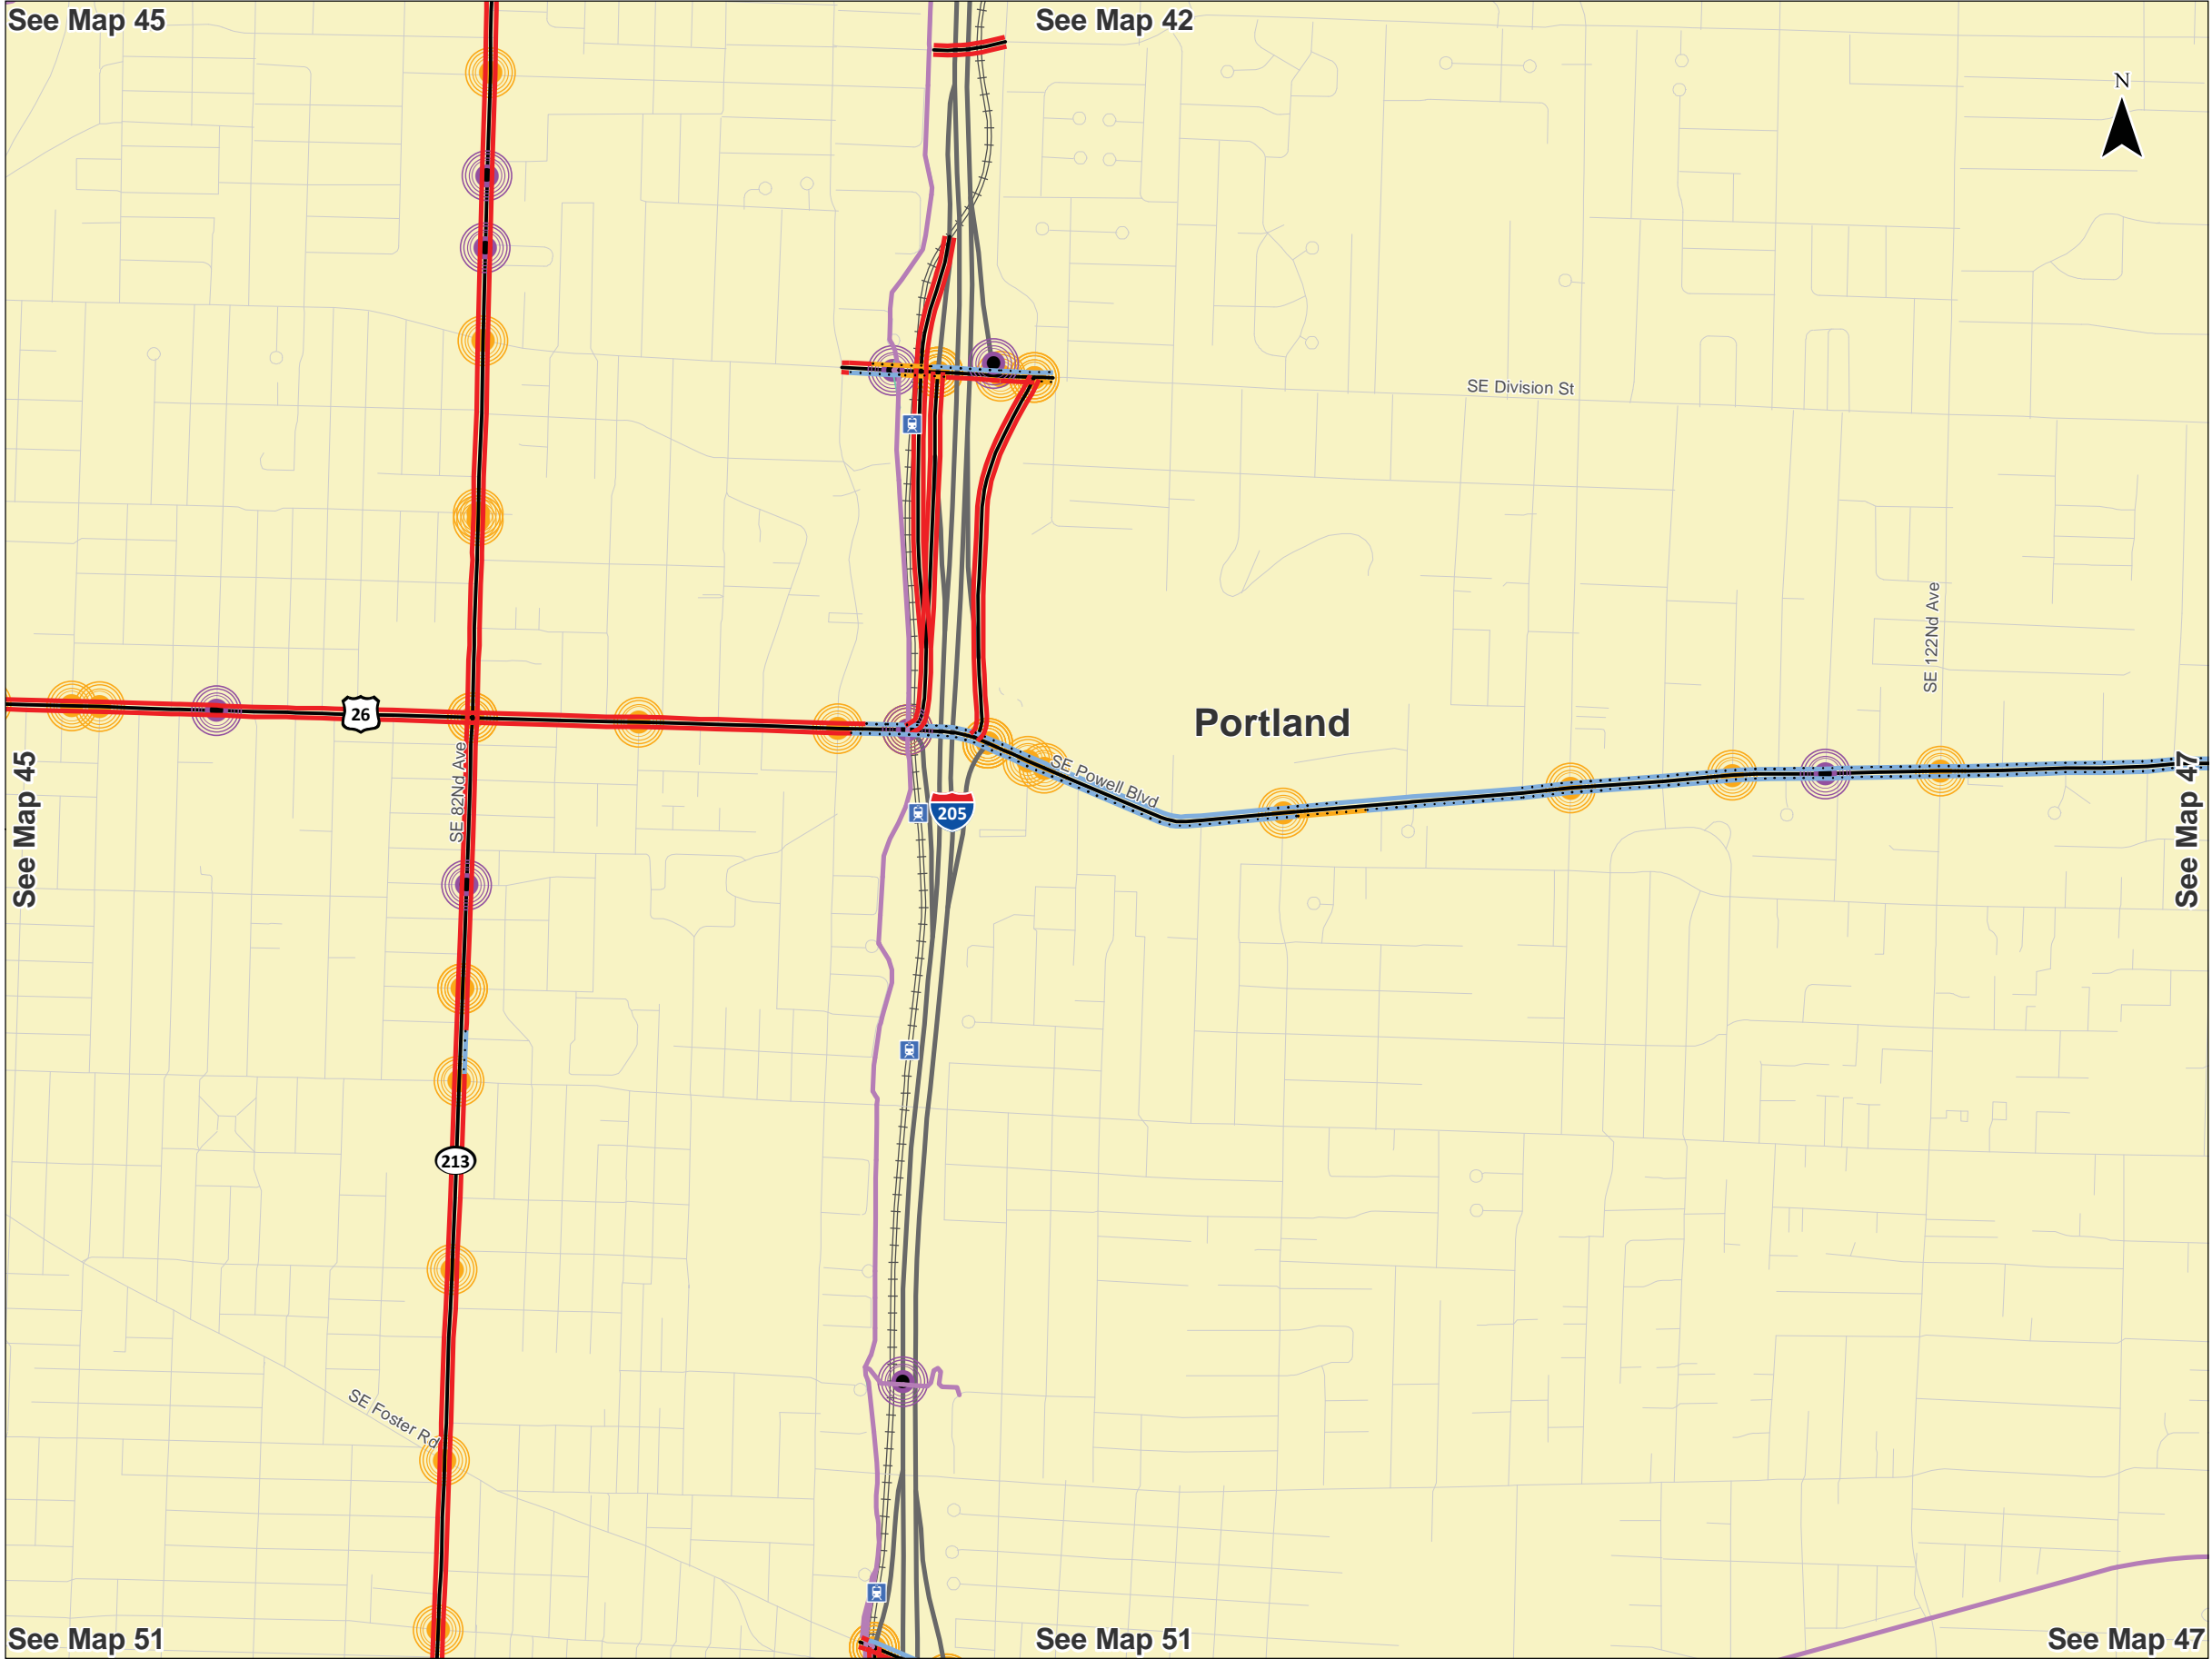 See Map 45
See Map 42
N
SE Division St
SE 122Nd Ave
26
Portland
SE 82Nd Ave
SE Powell Blvd
See Map 45
205
See Map 47
213
SE Foster Rd
See Map 51
See Map 51
See Map 47